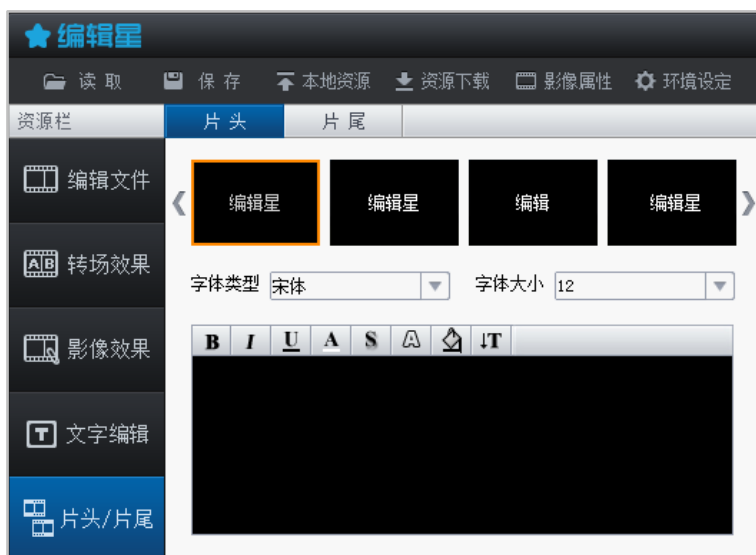 编辑星
读取 保存 本地资源 资源下载 影像属性 环境设定
资源栏 片头 片尾
编辑文件
编辑星 编辑星 编辑 编辑星
转场效果
字体类型 宋体 字体大小 12
影像效果
B I U A S A T
文字编辑
片头/片尾